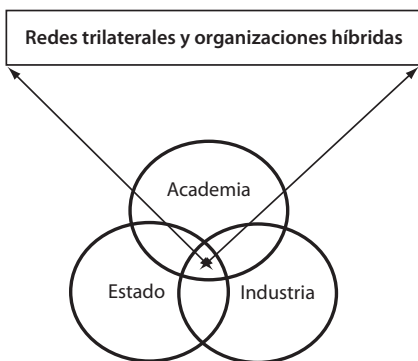 Redes trilaterales y organizaciones híbridas
Academia
Estado
Industria